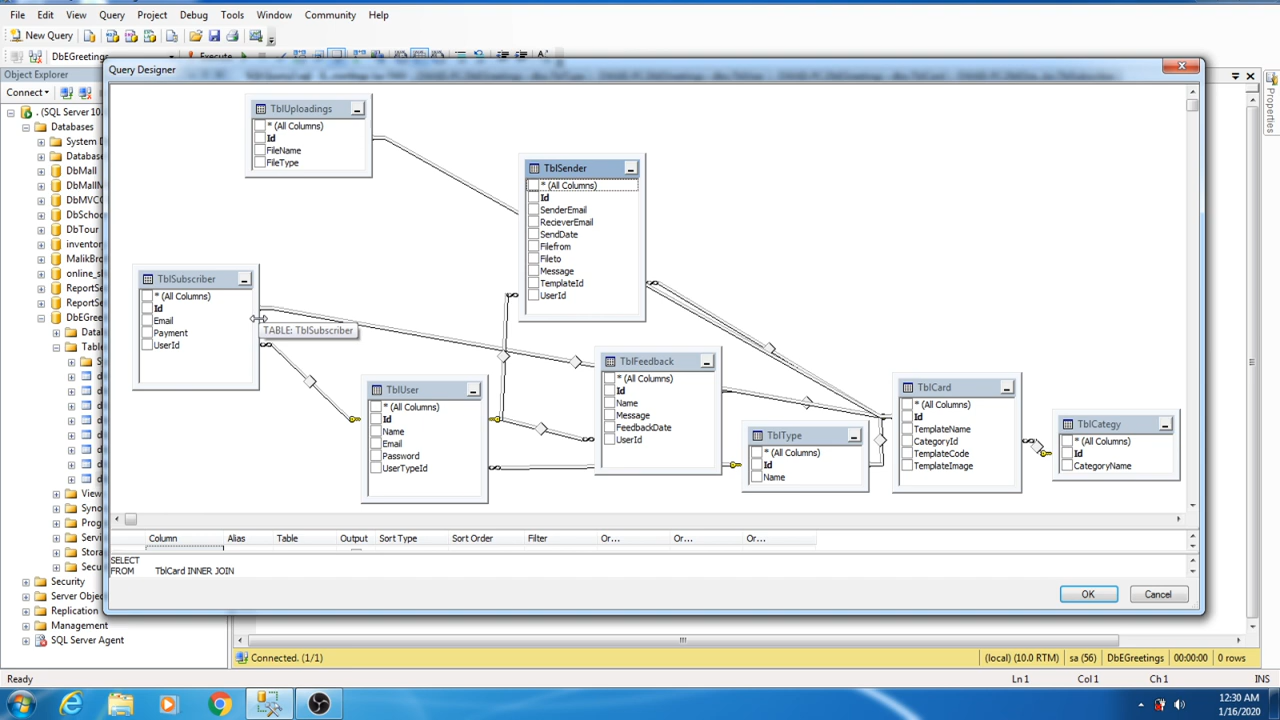 File Edit View Query Project Debug Tools Window Community Help
New Query
DbEGreetings Execute
Object Explorer
Connect
. (SQL Server 10.
Databases
System D
Database
DbMall
DbMallM
DbMVCC
DbSchoo
DbTour
inventor
MalikBro
online_sh
ReportSe
ReportSe
DbEGree
Datab
Table
S
d
d
d
d
d
d
d
d
View
Syno
Prog
Servi
Stora
Secu
Security
Server Objec
Replication
Management
SQL Server Agent
Query Designer
TblUploadings
* (All Columns)
Id
FileName
FileType
TblSender
* (All Columns)
Id
SenderEmail
RecieverEmail
SendDate
Filefrom
Fileto
Message
TemplateId
UserId
TblSubscriber
* (All Columns)
Id
Email
Payment
UserId
TABLE: TblSubscriber
TblUser
* (All Columns)
Id
Name
Email
Password
UserTypeId
TblFeedback
* (All Columns)
Id
Name
Message
FeedbackDate
UserId
TblType
* (All Columns)
Id
Name
TblCard
* (All Columns)
Id
TemplateName
CategoryId
TemplateCode
TemplateImage
TblCategy
* (All Columns)
Id
CategoryName
Column Alias Table Output Sort Type Sort Order Filter Or... Or... Or...
SELECT
FROM TblCard INNER JOIN
OK Cancel
Properties
Connected. (1/1) (local) (10.0 RTM) sa (56) DbEGreetings 00:00:00 0 rows
Ready Ln 1 Col 1 Ch 1 INS
12:30 AM
1/16/2020